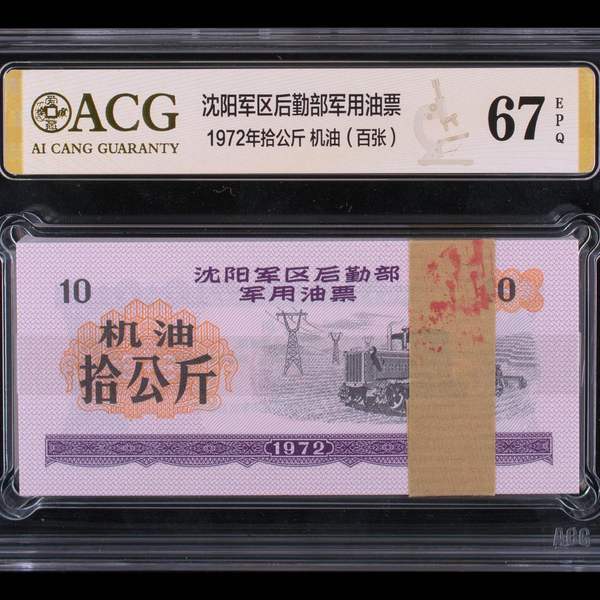 ACG
AI CANG GUARANTY
沈阳军区后勤部军用油票
1972年拾公斤 机油（百张）
67
EPQ
10
沈阳军区后勤部
军用油票
0
机油
拾公斤
1972
ACG